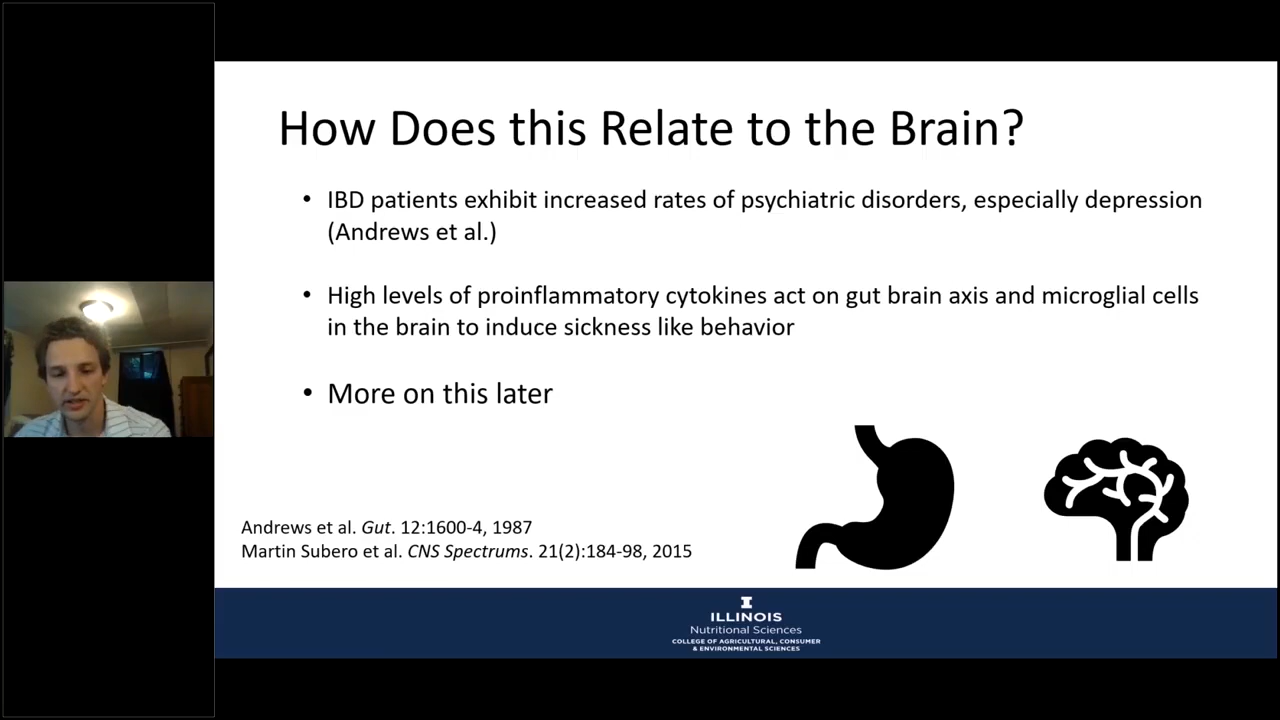 How Does this Relate to the Brain?
• IBD patients exhibit increased rates of psychiatric disorders, especially depression
(Andrews et al.)
• High levels of proinflammatory cytokines act on gut brain axis and microglial cells
in the brain to induce sickness like behavior
• More on this later
Andrews et al. Gut. 12:1600-4, 1987
Martin Subero et al. CNS Spectrums. 21(2):184-98, 2015
I
ILLINOIS
Nutritional Sciences
COLLEGE OF AGRICULTURAL, CONSUMER
& ENVIRONMENTAL SCIENCES